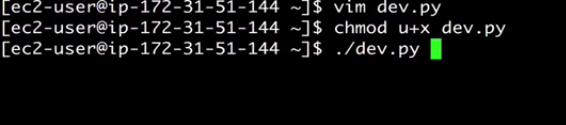 [ec2-user@ip-172-31-51-144 ~]$ vim dev.py
[ec2-user@ip-172-31-51-144 ~]$ chmod u+x dev.py
[ec2-user@ip-172-31-51-144 ~]$ ./dev.py